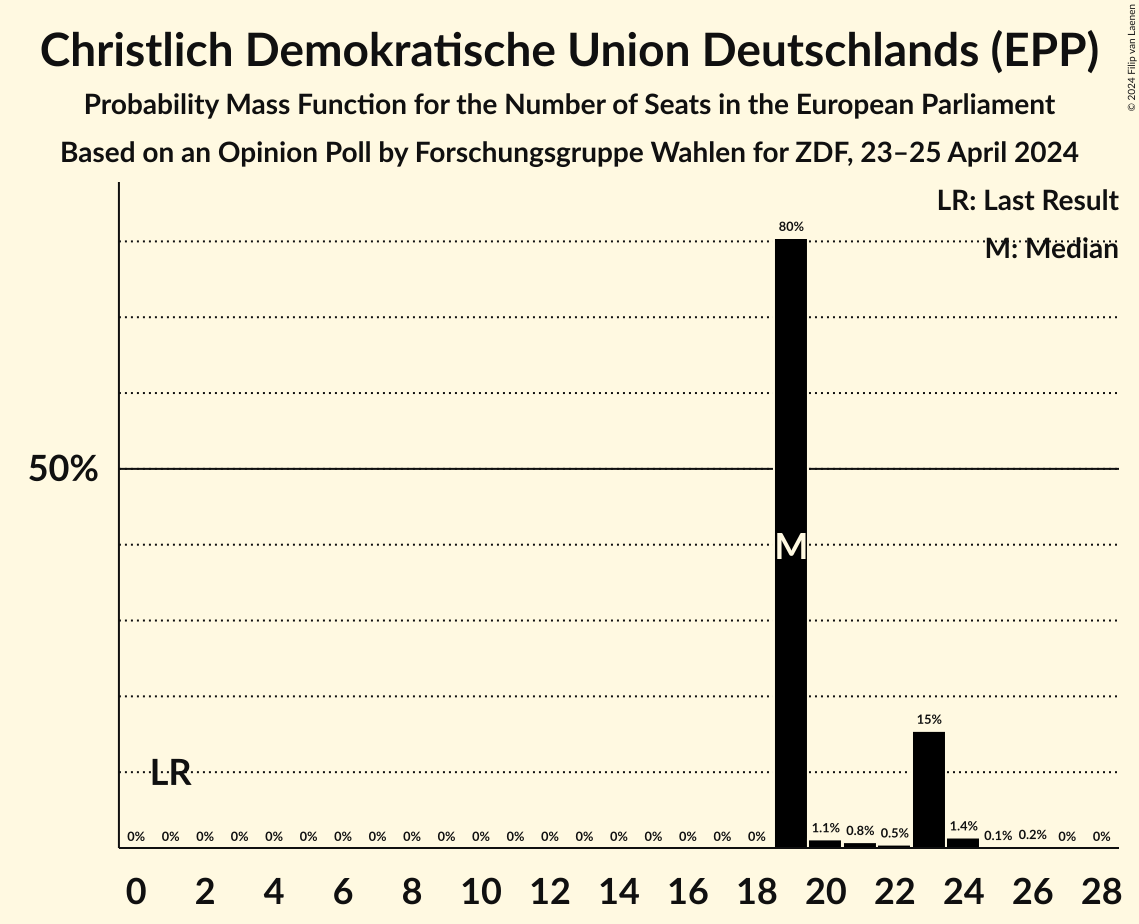 Christlich Demokratische Union Deutschlands (EPP)
Probability Mass Function for the Number of Seats in the European Parliament
Based on an Opinion Poll by Forschungsgruppe Wahlen for ZDF, 23–25 April 2024
© 2024 Filip van Laenen
LR: Last Result
M: Median
80%
50%
M
15%
LR
0% 0% 0% 0% 0% 0% 0% 0% 0% 0% 0% 0% 0% 0% 0% 0% 0% 0% 0% 1.1% 0.8% 0.5% 1.4% 0.1% 0.2% 0% 0%
0 2 4 6 8 10 12 14 16 18 20 22 24 26 28